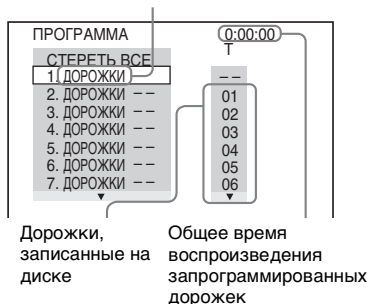 ПРОГРАММА 0:00:00
T
СТЕРЕТЬ ВСЕ
1. ДОРОЖКИ – –
2. ДОРОЖКИ – – 01
3. ДОРОЖКИ – – 02
4. ДОРОЖКИ – – 03
5. ДОРОЖКИ – – 04
6. ДОРОЖКИ – – 05
7. ДОРОЖКИ – – 06
Дорожки,
записанные на
диске
Общее время
воспроизведения
запрограммированных
дорожек